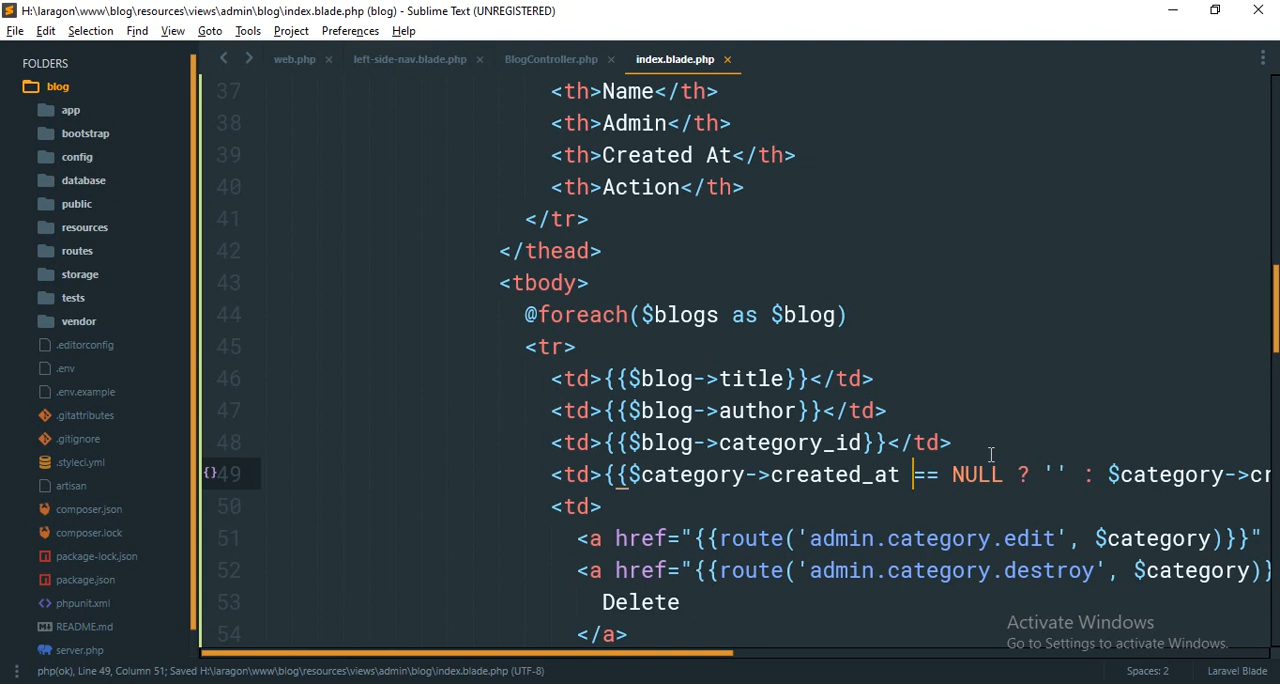 H:\laragon\www\blog\resources\views\admin\blog\index.blade.php (blog) - Sublime Text (UNREGISTERED)
File Edit Selection Find View Goto Tools Project Preferences Help
FOLDERS
blog
app
bootstrap
config
database
public
resources
routes
storage
tests
vendor
.editorconfig
.env
.env.example
.gitattributes
.gitignore
.styleci.yml
artisan
composer.json
composer.lock
package-lock.json
package.json
phpunit.xml
README.md
server.php
web.php left-side-nav.blade.php BlogController.php index.blade.php
37 <th>Name</th>
38 <th>Admin</th>
39 <th>Created At</th>
40 <th>Action</th>
41 </tr>
42 </thead>
43 <tbody>
44 @foreach($blogs as $blog)
45 <tr>
46 <td>{{$blog->title}}</td>
47 <td>{{$blog->author}}</td>
48 <td>{{$blog->category_id}}</td>
{} 49 <td>{{$category->created_at == NULL ? '' : $category->cr
50 <td>
51 <a href="{{route('admin.category.edit', $category)}}"
52 <a href="{{route('admin.category.destroy', $category)}
53 Delete
54 </a>
Activate Windows
Go to Settings to activate Windows.
php(ok), Line 49, Column 51; Saved H:\laragon\www\blog\resources\views\admin\blog\index.blade.php (UTF-8) Spaces: 2 Laravel Blade